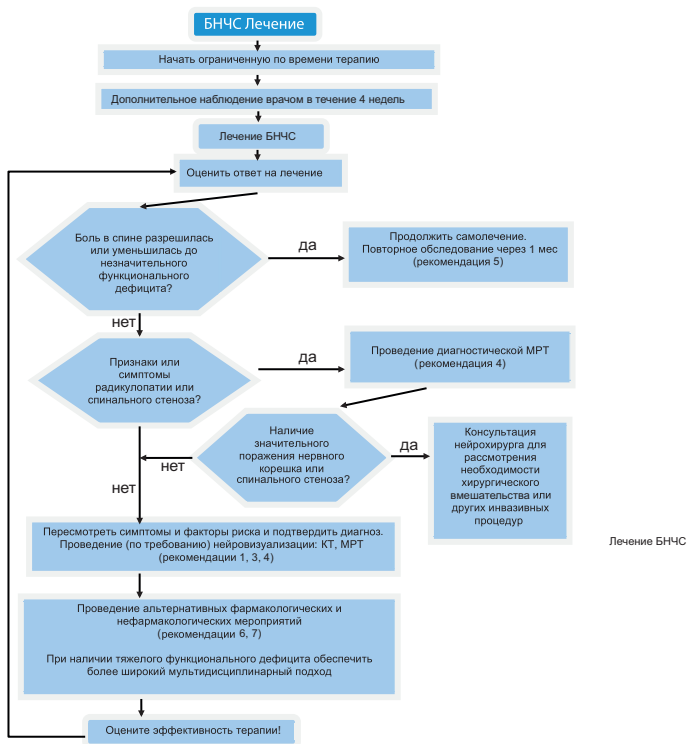 БНЧС Лечение
Начать ограниченную по времени терапию
Дополнительное наблюдение врачом в течение 4 недель
Лечение БНЧС
Оценить ответ на лечение
Боль в спине разрешилась
или уменьшилась до
незначительного
функционального
дефицита?
да
Продолжить самолечение.
Повторное обследование через 1 мес
(рекомендация 5)
нет
Признаки или
симптомы
радикулопатии или
спинального стеноза?
да
Проведение диагностической МРТ
(рекомендация 4)
Наличие
значительного
поражения нервного
корешка или
спинального стеноза?
да
Консультация
нейрохирурга для
рассмотрения
необходимости
хирургического
вмешательства или
других инвазивных
процедур
нет
нет
Пересмотреть симптомы и факторы риска и подтвердить диагноз.
Проведение (по требованию) нейровизуализации: КТ, МРТ
(рекомендации 1, 3, 4)
Лечение БНЧС
Проведение альтернативных фармакологических и
нефармакологических мероприятий
(рекомендации 6, 7)
При наличии тяжелого функционального дефицита обеспечить
более широкий мультидисциплинарный подход
Оцените эффективность терапии!